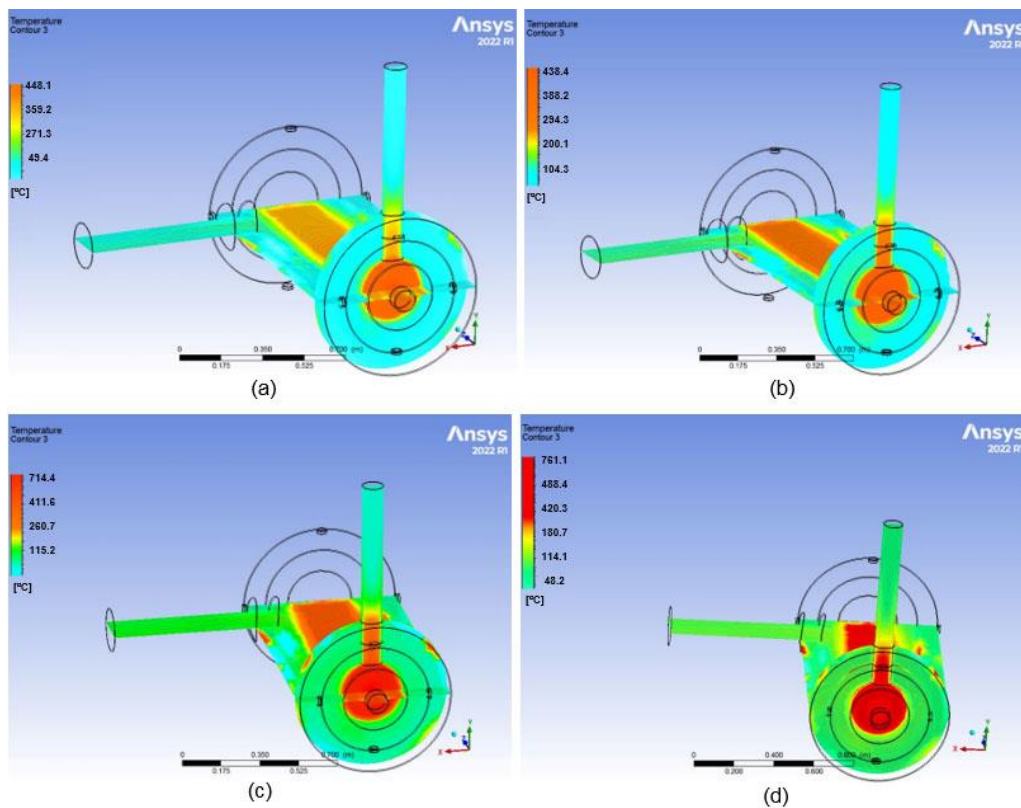 Temperature
Contour 3
Ansys
2022 R1
448.1
359.2
271.3
49.4
[ºC]
0
0.350
0.700 (m)
0.175
0.525
Y
Z
X
(a)
Temperature
Contour 3
Ansys
2022 R1
438.4
388.2
294.3
200.1
104.3
[ºC]
0
0.350
0.700 (m)
0.175
0.525
Y
Z
X
(b)
Temperature
Contour 3
Ansys
2022 R1
714.4
411.6
260.7
115.2
[ºC]
0
0.350
0.700 (m)
0.175
0.525
Y
Z
X
(c)
Temperature
Contour 3
Ansys
2022 R1
761.1
488.4
420.3
180.7
114.1
48.2
[ºC]
0
0.400
0.800 (m)
0.200
0.600
Y
Z
X
(d)